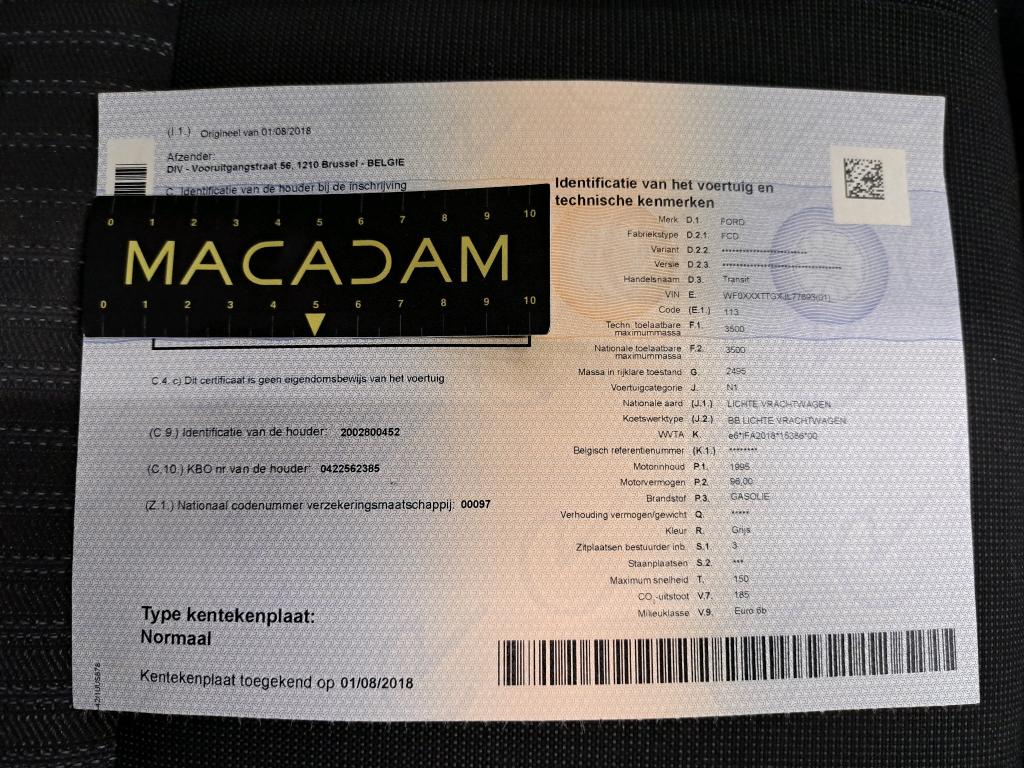 (I.1.) Origineel van 01/08/2018
Afzender:
DIV - Vooruitgangstraat 56, 1210 Brussel - BELGIE
C. Identificatie van de houder bij de inschrijving
0 1 2 3 4 5 6 7 8 9 10
MACADAM
0 1 2 3 4 5 6 7 8 9 10
C.4. c) Dit certificaat is geen eigendomsbewijs van het voertuig
(C.9.) Identificatie van de houder: 2002800452
(C.10.) KBO nr van de houder: 0422562385
(Z.1.) Nationaal codenummer verzekeringsmaatschappij: 00097
Type kentekenplaat:
Normaal
Kentekenplaat toegekend op 01/08/2018
Identificatie van het voertuig en
technische kenmerken
Merk D.1. FORD
Fabriekstype D.2.1. FCD
Variant D.2.2. ********************
Versie D.2.3. ****************************
Handelsnaam D.3. Transit
VIN E.
Code (E.1.) 113
Techn. toelaatbare maximummassa F.1. 3500
Nationale toelaatbare maximummassa F.2. 3500
Massa in rijklare toestand G. 2495
Voertuigcategorie J. N1
Nationale aard (J.1.) LICHTE VRACHTWAGEN
Koetswerktype (J.2.) BB LICHTE VRACHTWAGEN
WVTA K. e6*IFA2018*15386*00
Belgisch referentienummer (K.1.) ********
Motorinhoud P.1. 1995
Motorvermogen P.2. 96,00
Brandstof P.3. GASOLIE
Verhouding vermogen/gewicht Q. *****
Kleur R. Grijs
Zitplaatsen bestuurder inb. S.1. 3
Staanplaatsen S.2. ***
Maximum snelheid T. 150
CO₂-uitstoot V.7. 185
Milieuklasse V.9. Euro 6b